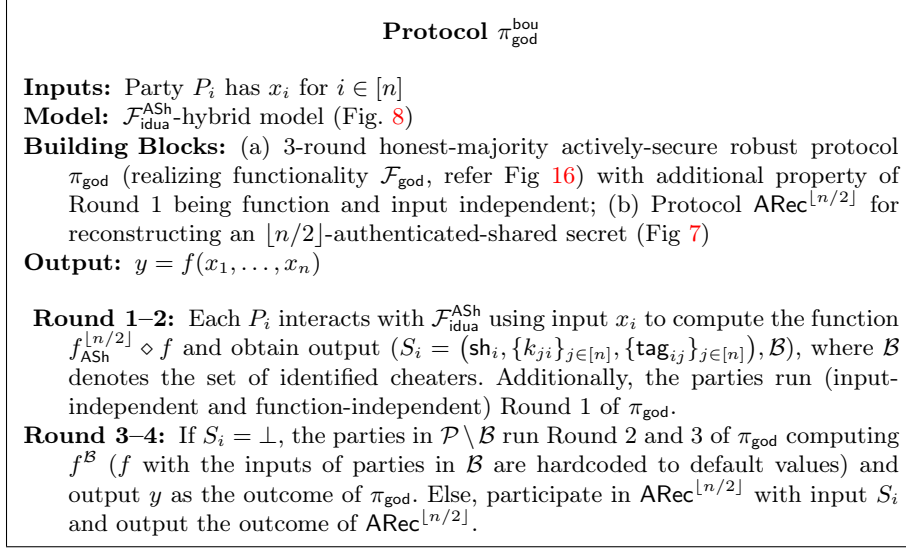 Protocol π_god^bou
Inputs: Party P_i has x_i for i ∈ [n]
Model: F_idua^ASh-hybrid model (Fig. 8)
Building Blocks: (a) 3-round honest-majority actively-secure robust protocol
π_god (realizing functionality F_god, refer Fig 16) with additional property of
Round 1 being function and input independent; (b) Protocol ARec^⌊n/2⌋ for
reconstructing an ⌊n/2⌋-authenticated-shared secret (Fig 7)
Output: y = f(x_1, . . . , x_n)
Round 1–2: Each P_i interacts with F_idua^ASh using input x_i to compute the function
f_ASh^⌊n/2⌋ ⋄ f and obtain output (S_i = (sh_i, {k_ji}_j∈[n], {tag_ij}_j∈[n]), B), where B
denotes the set of identified cheaters. Additionally, the parties run (input-
independent and function-independent) Round 1 of π_god.
Round 3–4: If S_i = ⊥, the parties in P \ B run Round 2 and 3 of π_god computing
f^B (f with the inputs of parties in B are hardcoded to default values) and
output y as the outcome of π_god. Else, participate in ARec^⌊n/2⌋ with input S_i
and output the outcome of ARec^⌊n/2⌋.